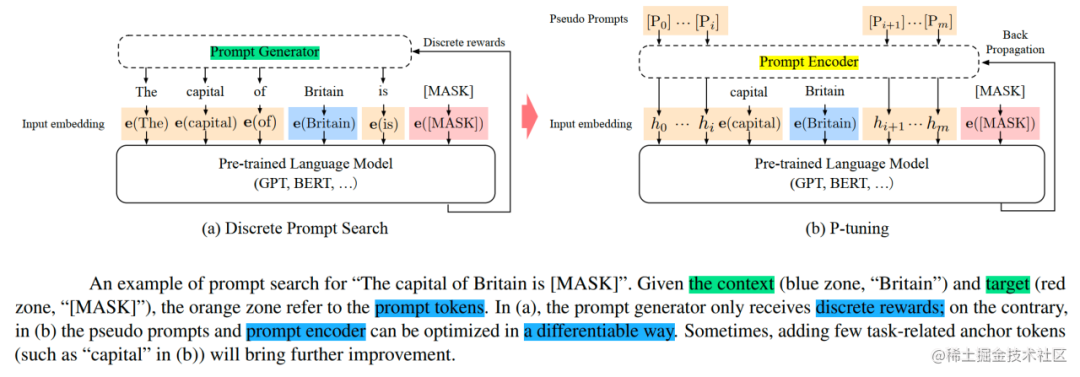 Pseudo Prompts [P0] ⋯ [Pi] [Pi+1] ⋯ [Pm]
Prompt Generator
Discrete rewards
Prompt Encoder
Back
Propagation
The capital of Britain is [MASK]
capital Britain [MASK]
Input embedding e(The) e(capital) e(of) e(Britain) e(is) e([MASK])
Input embedding h0 ⋯ hi e(capital) e(Britain) hi+1 ⋯ hm e([MASK])
Pre-trained Language Model
(GPT, BERT, …)
Pre-trained Language Model
(GPT, BERT, …)
(a) Discrete Prompt Search
(b) P-tuning
An example of prompt search for “The capital of Britain is [MASK]”. Given the context (blue zone, “Britain”) and target (red
zone, “[MASK]”), the orange zone refer to the prompt tokens. In (a), the prompt generator only receives discrete rewards; on the contrary,
in (b) the pseudo prompts and prompt encoder can be optimized in a differentiable way. Sometimes, adding few task-related anchor tokens
(such as “capital” in (b)) will bring further improvement.
@稀土掘金技术社区